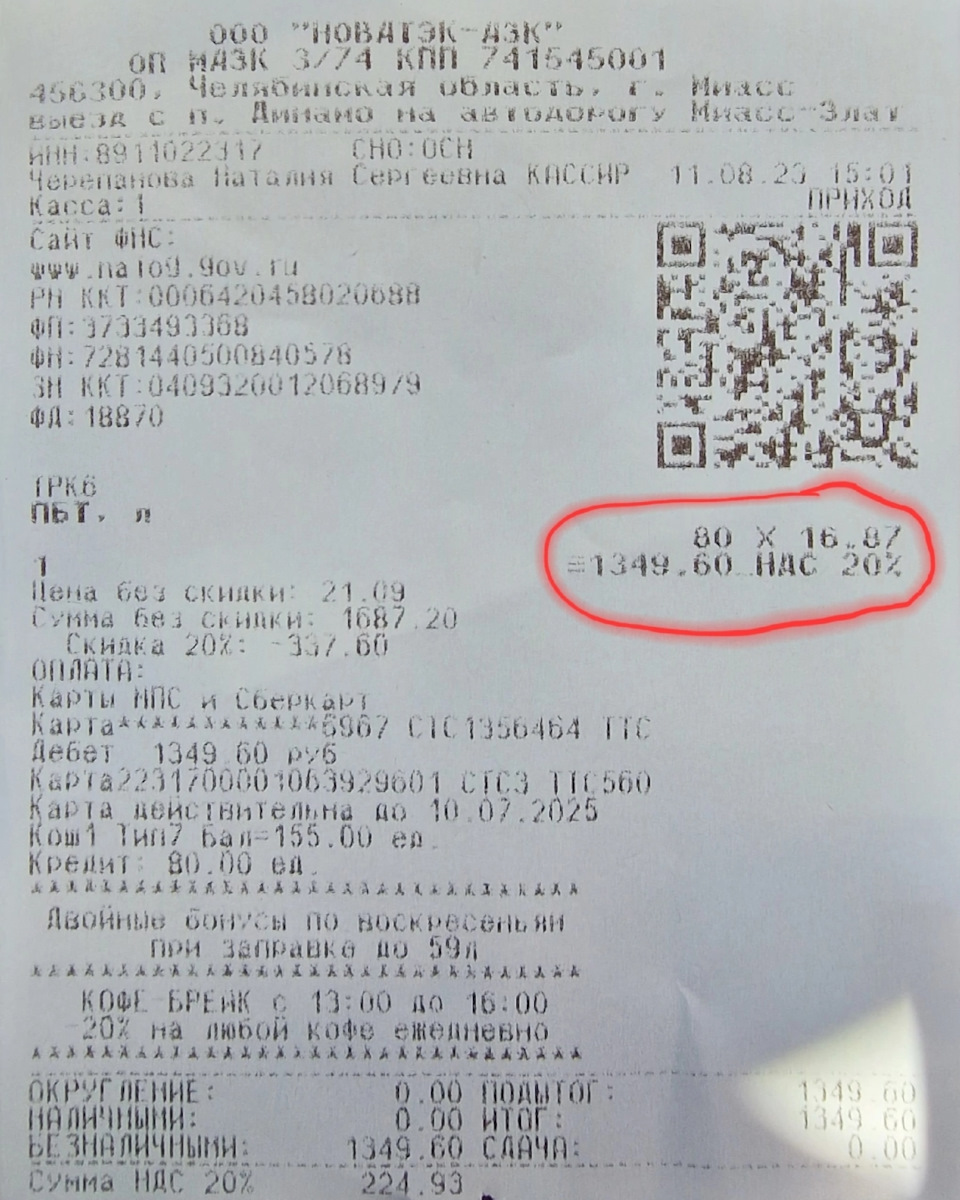 ООО "НОВАТЭК-АЗК"
ОП МАЗК 3/74 КПП 741545001
456300, Челябинская область, г. Миасс
выезд с п. Динамо на автодорогу Миасс-Злат
ИНН:8911022317 СНО:ОСН
Черепанова Наталия Сергеевна КАССИР 11.08.23 15:01
Касса:1 ПРИХОД
Сайт ФНС:
www.nalog.gov.ru
РН ККТ:0006420458020688
ФП:3733493368
ФН:7281440500840578
ЗН ККТ:0409320012068979
ФД:18870
ТРК6
ПБТ, л
80 X 16.87
1 =1349.60 НДС 20%
Цена без скидки: 21.09
Сумма без скидки: 1687.20
Скидка 20%: -337.60
ОПЛАТА:
Карты МПС и Сберкарт
Карта************6967 СТС1356464 ТТС
Дебет 1349.60 руб
Карта2231700001063929601 СТС3 ТТС560
Карта действительна до 10.07.2025
Кош1 Тип7 Бал=155.00 ед.
Кредит: 80.00 ед.
*********************************
Двойные бонусы по воскресеньям
при заправке до 59л
*********************************
КОФЕ-БРЕЙК с 13:00 до 16:00
-20% на любой кофе ежедневно
*********************************
ОКРУГЛЕНИЕ: 0.00 ПОДЫТОГ: 1349.60
НАЛИЧНЫМИ: 0.00 ИТОГ: 1349.60
БЕЗНАЛИЧНЫМИ: 1349.60 СДАЧА: 0.00
Сумма НДС 20% 224.93